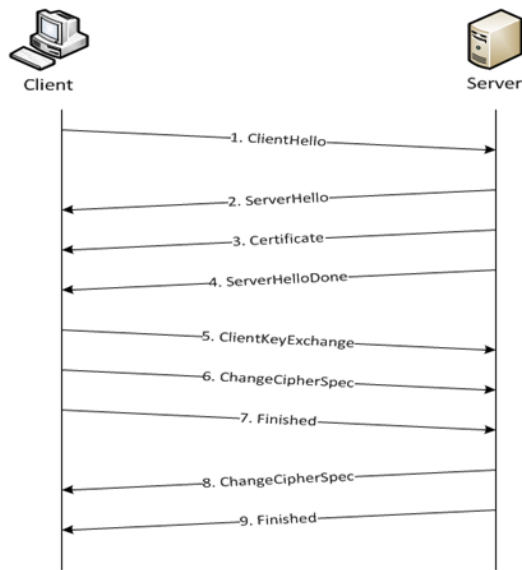 Client
Server
1. ClientHello
2. ServerHello
3. Certificate
4. ServerHelloDone
5. ClientKeyExchange
6. ChangeCipherSpec
7. Finished
8. ChangeCipherSpec
9. Finished